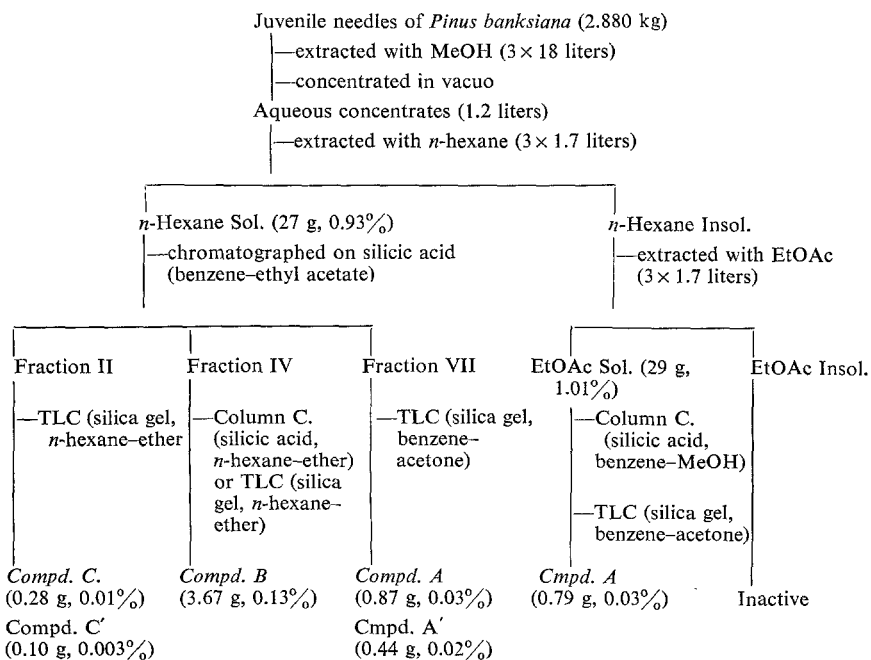 Juvenile needles of Pinus banksiana (2.880 kg)
—extracted with MeOH (3 × 18 liters)
—concentrated in vacuo
Aqueous concentrates (1.2 liters)
—extracted with n-hexane (3 × 1.7 liters)
n-Hexane Sol. (27 g, 0.93%)
—chromatographed on silicic acid
(benzene–ethyl acetate)
n-Hexane Insol.
—extracted with EtOAc
(3 × 1.7 liters)
Fraction II
—TLC (silica gel,
n-hexane–ether
Compd. C.
(0.28 g, 0.01%)
Compd. C′
(0.10 g, 0.003%)
Fraction IV
—Column C.
(silicic acid,
n-hexane–ether)
or TLC (silica
gel, n-hexane–
ether)
Compd. B
(3.67 g, 0.13%)
Fraction VII
—TLC (silica gel,
benzene–
acetone)
Compd. A
(0.87 g, 0.03%)
Cmpd. A′
(0.44 g, 0.02%)
EtOAc Sol. (29 g,
1.01%)
—Column C.
(silicic acid,
benzene–MeOH)
—TLC (silica gel,
benzene–acetone)
Cmpd. A
(0.79 g, 0.03%)
EtOAc Insol.
Inactive